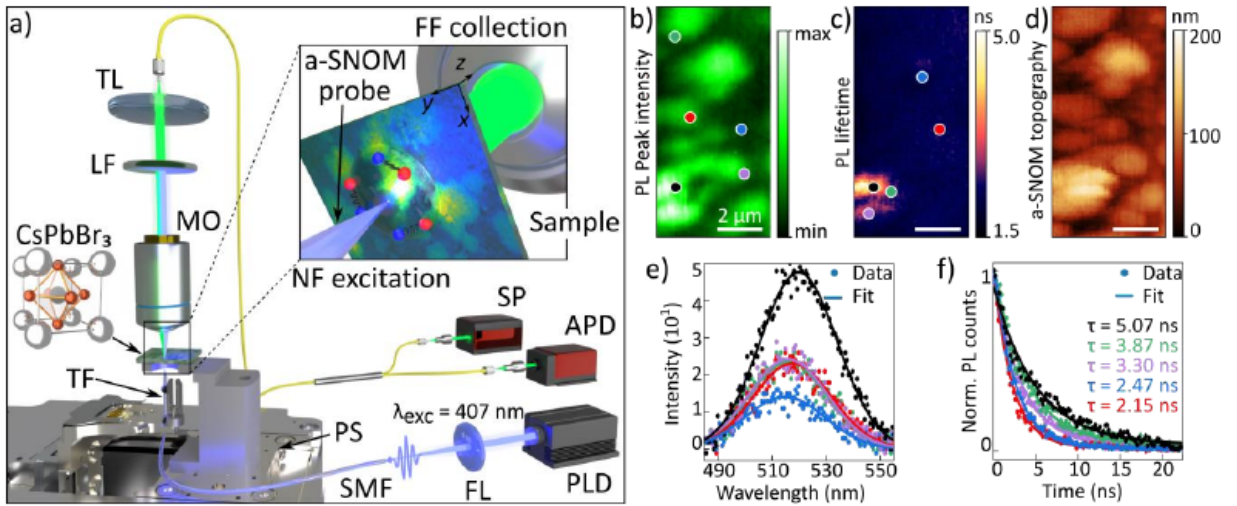 a)
FF collection
a-SNOM
probe
z
y
x
Sample
NF excitation
TL
LF
MO
CsPbBr₃
TF
SP
APD
λexc = 407 nm
PS
SMF
FL
PLD
b)
PL Peak intensity
2 µm
max
min
c)
PL lifetime
ns
5.0
1.5
d)
a-SNOM topography
nm
200
100
0
e)
Intensity (10¹)
5
4
3
2
1
0
490
510
530
550
Wavelength (nm)
Data
Fit
f)
Norm. PL counts
1
0
0
5
10
15
20
Time (ns)
Data
Fit
τ = 5.07 ns
τ = 3.87 ns
τ = 3.30 ns
τ = 2.47 ns
τ = 2.15 ns